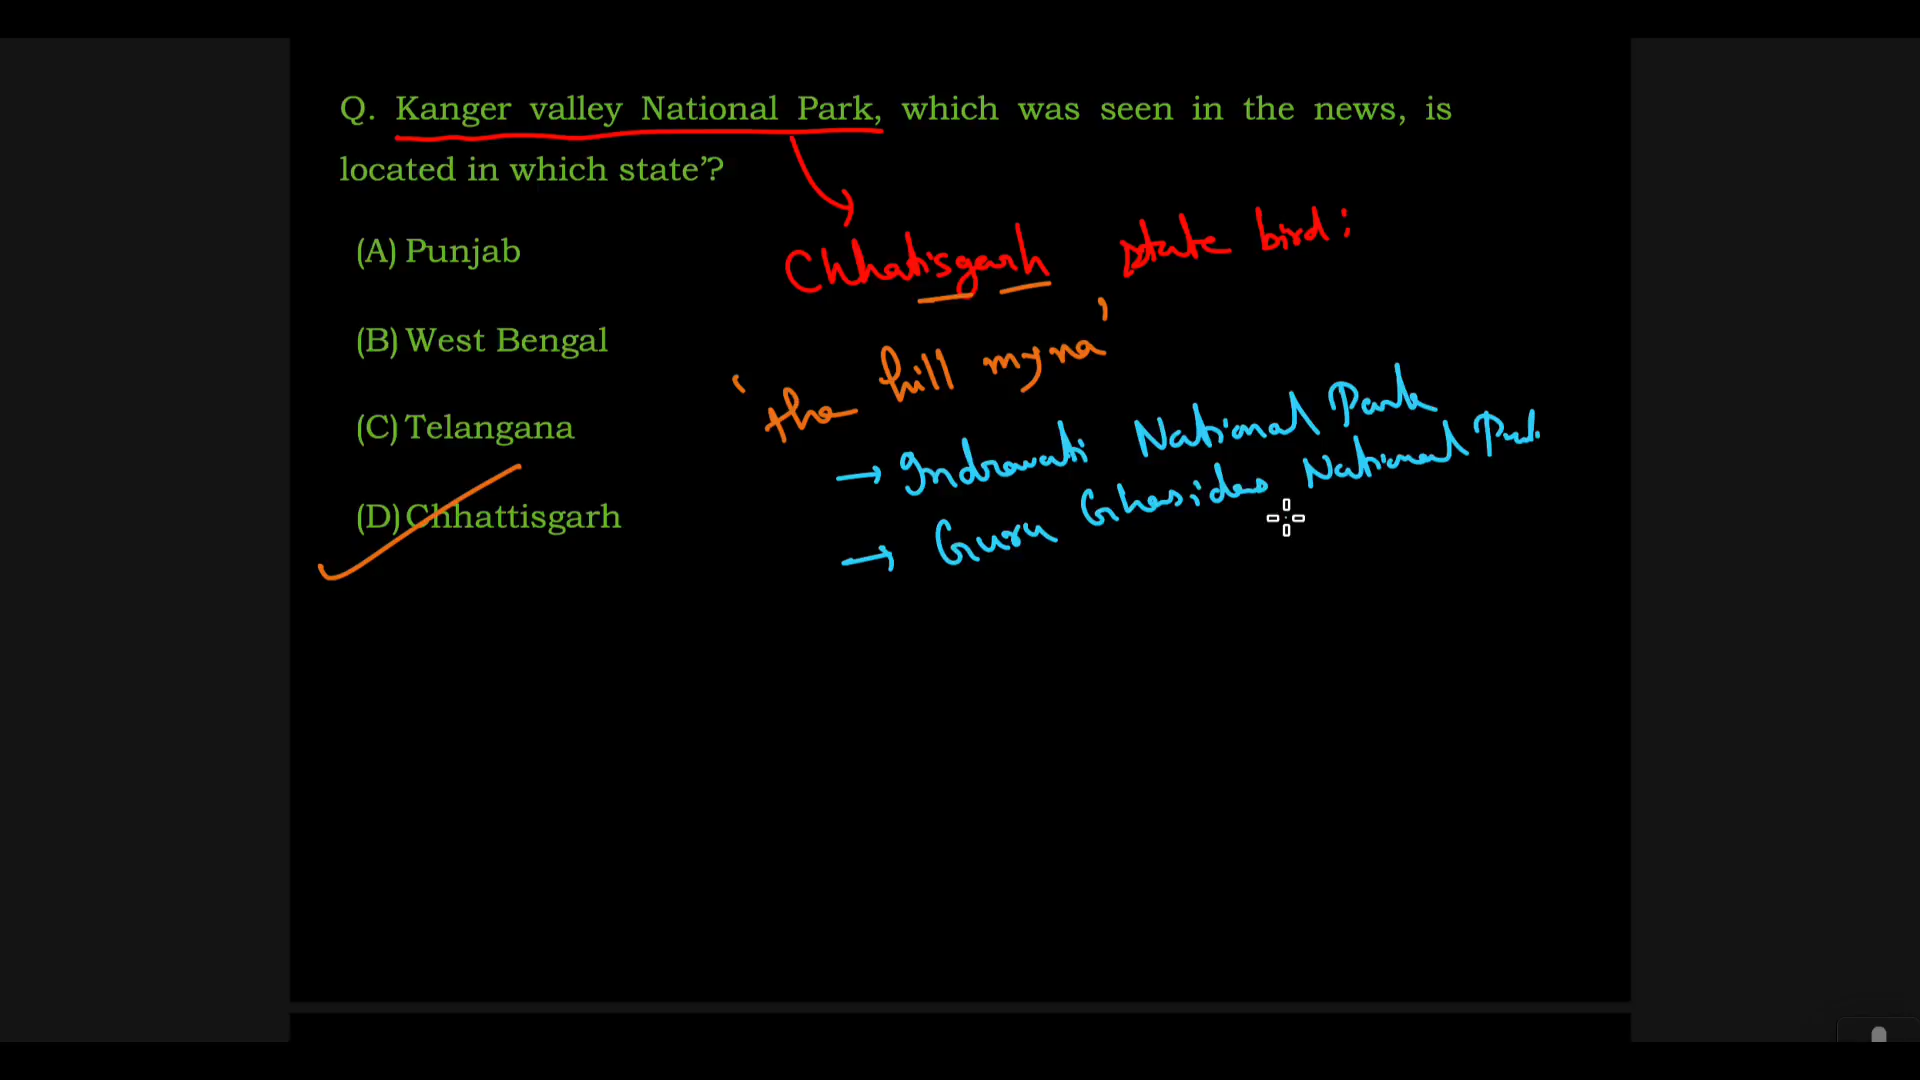 Q. Kanger valley National Park, which was seen in the news, is
located in which state’?
(A) Punjab
(B) West Bengal
(C) Telangana
(D) Chhattisgarh
Chhatisgarh state bird:
‘the hill myna’
→ Indrawati National Park
→ Guru Ghasidas National